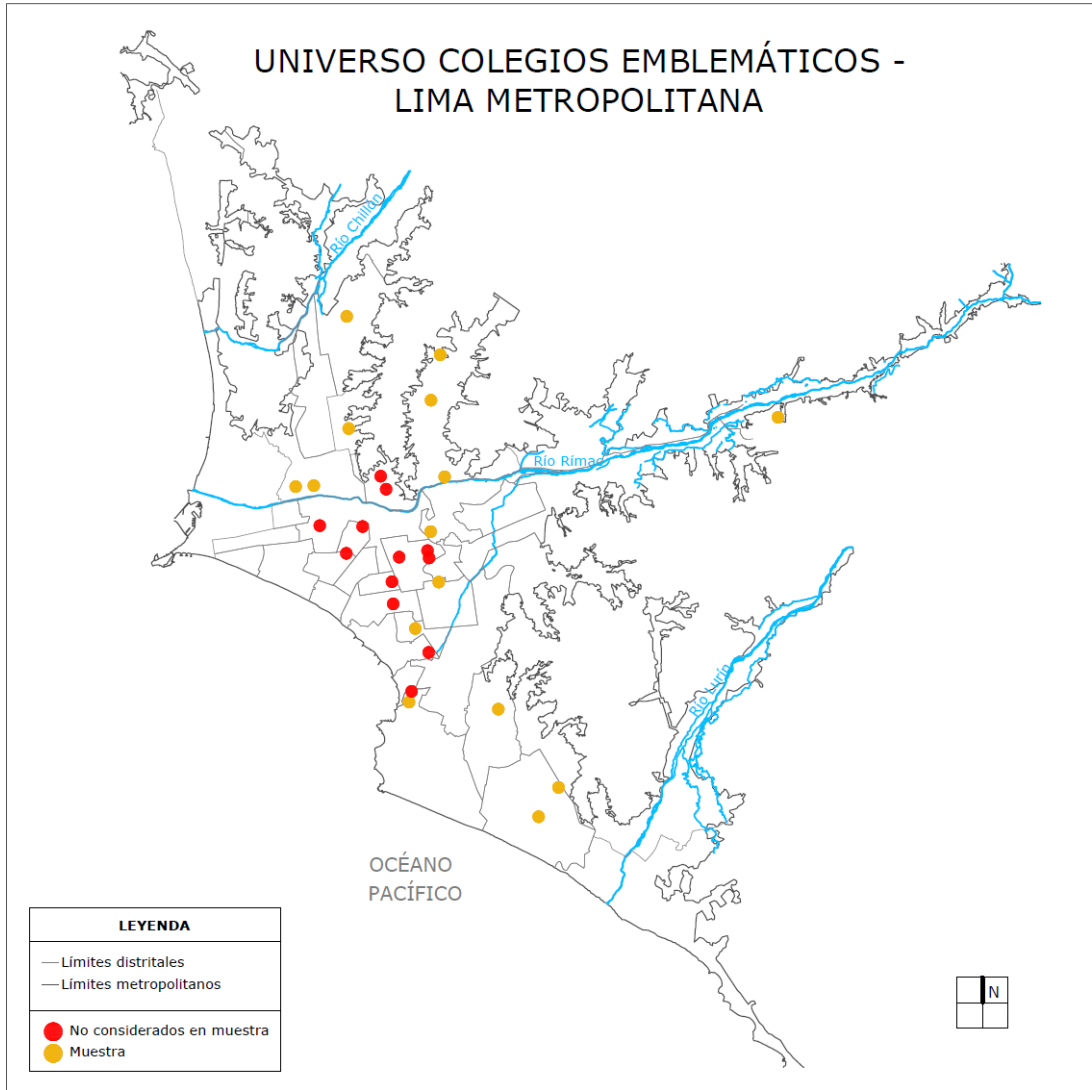 UNIVERSO COLEGIOS EMBLEMÁTICOS -
LIMA METROPOLITANA
Río Chillón
Río Rímac
Río Lurín
OCÉANO
PACÍFICO
LEYENDA
Límites distritales
Límites metropolitanos
No considerados en muestra
Muestra
N